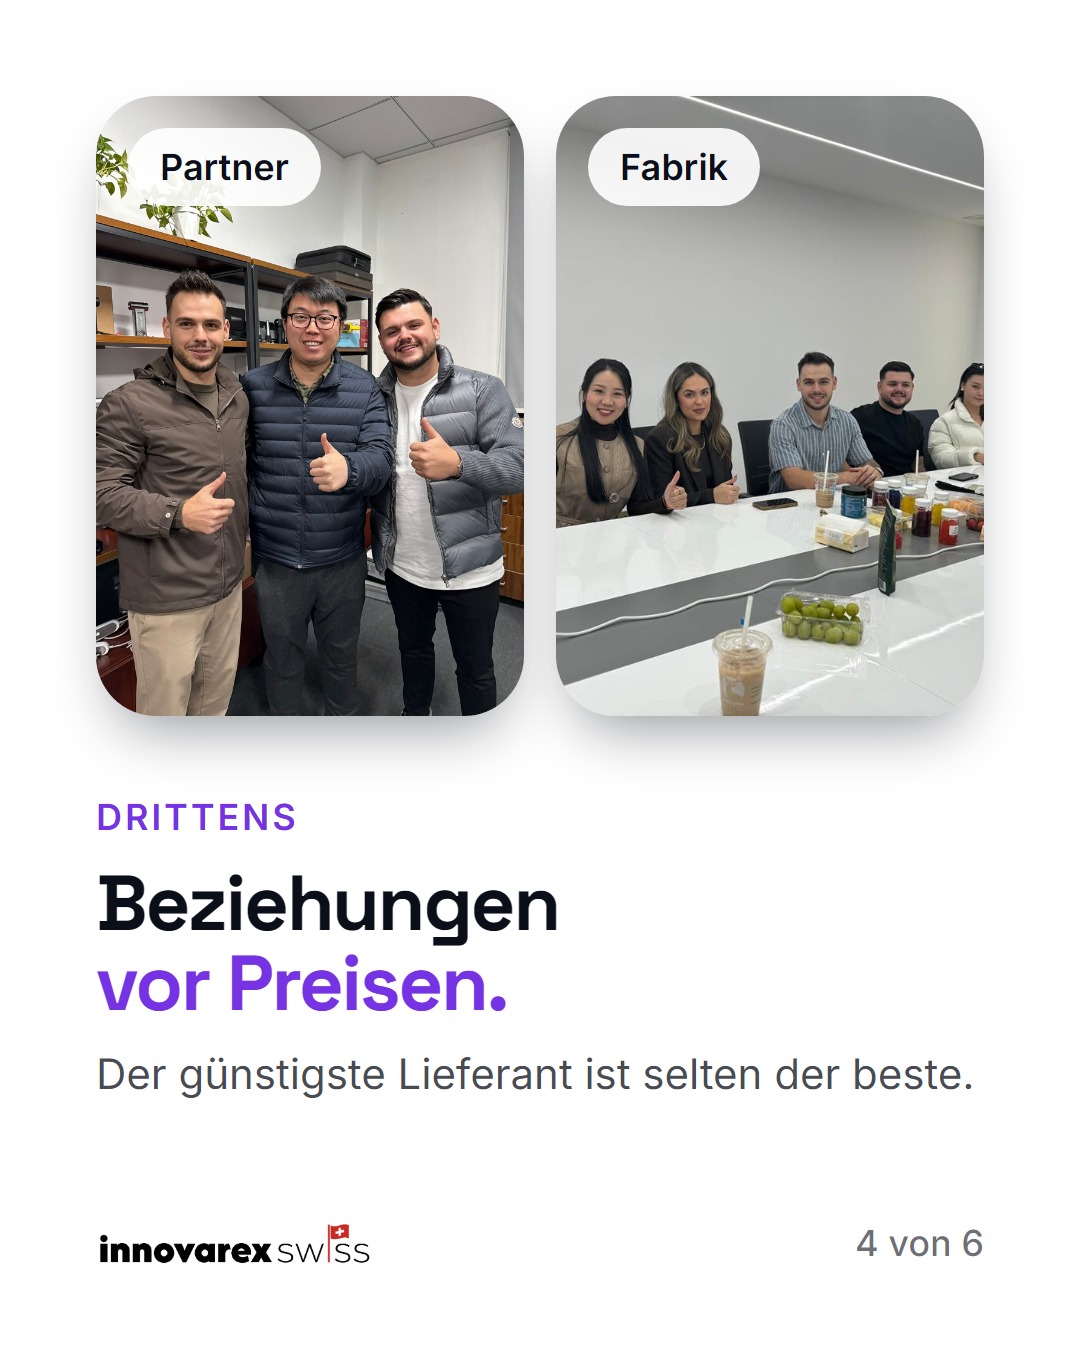 Partner
Fabrik
DRITTENS
Beziehungen
vor Preisen.
Der günstigste Lieferant ist selten der beste.
innovarex swiss
4 von 6